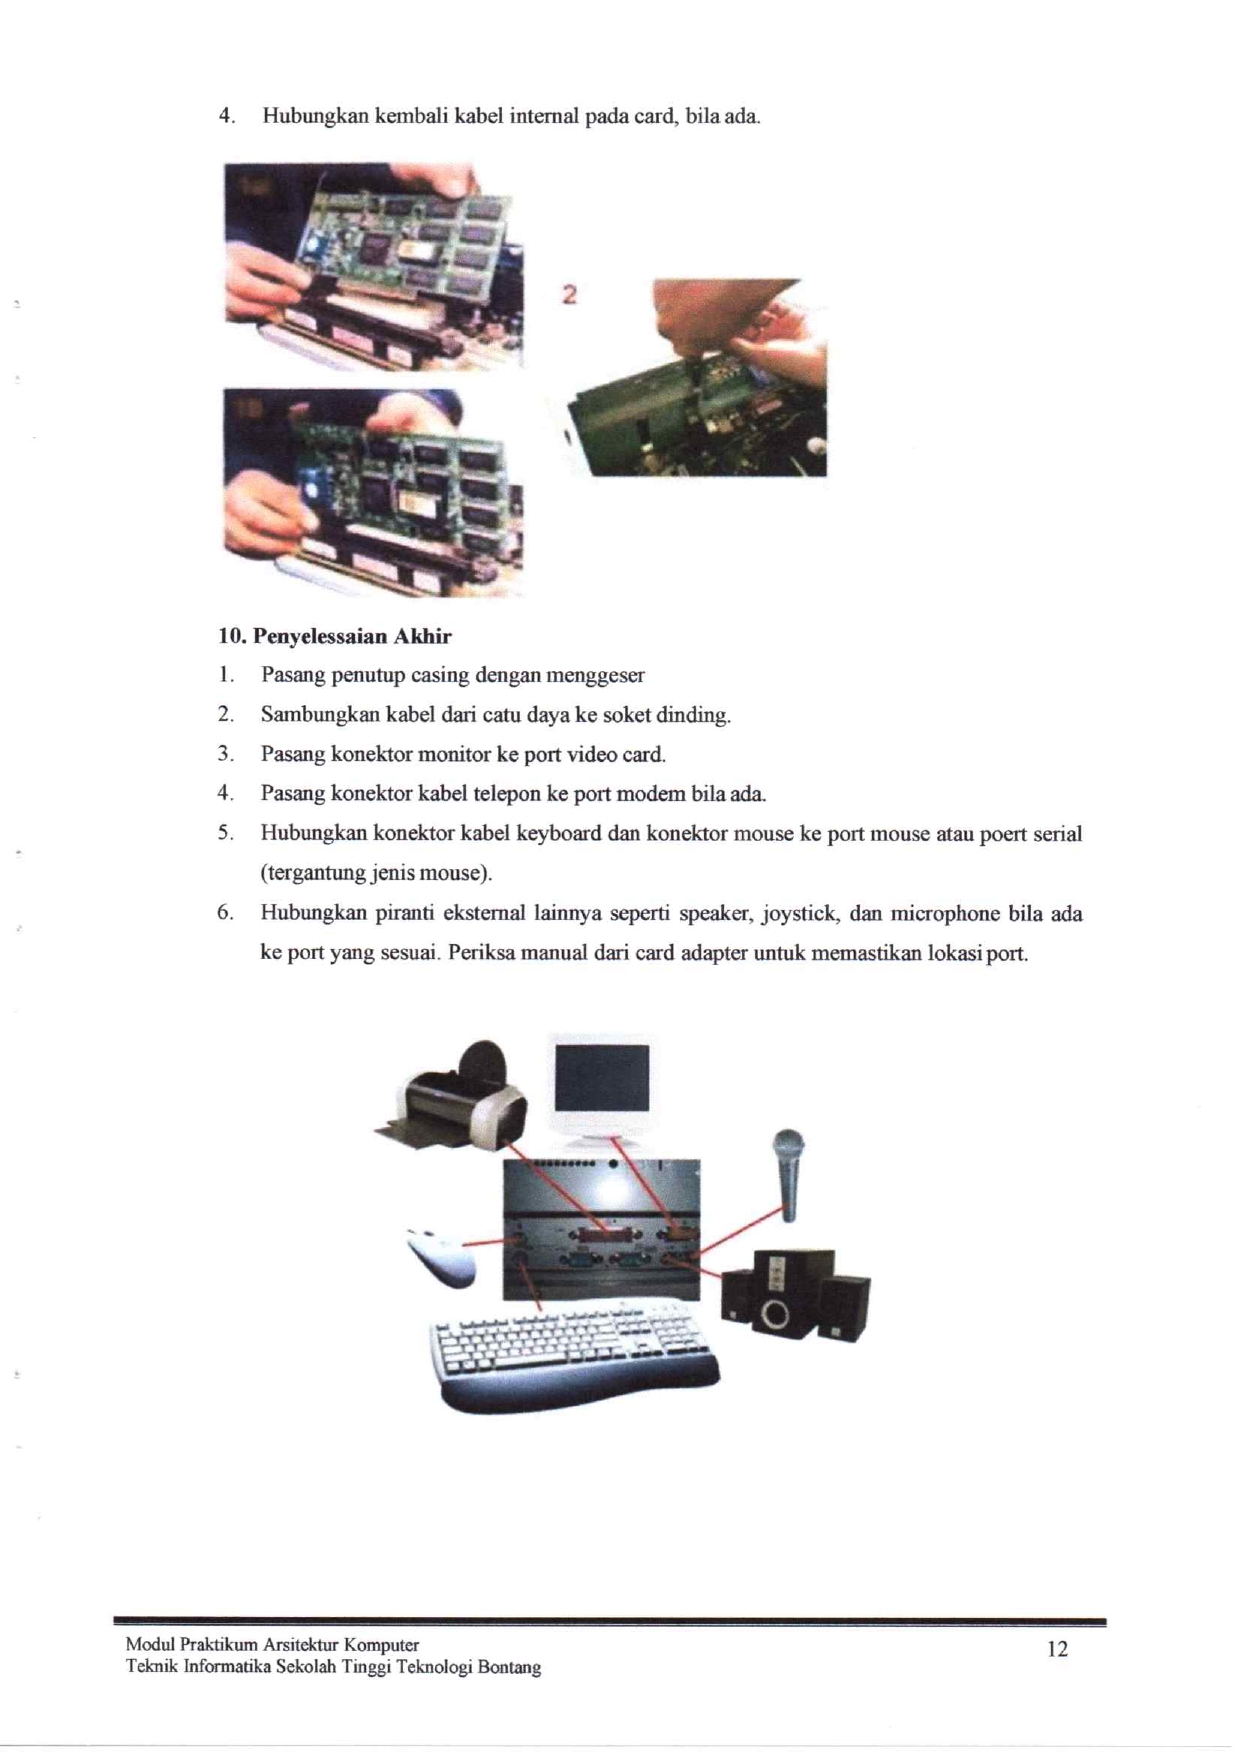 4. Hubungkan kembali kabel internal pada card, bila ada.
2
10. Penyelessaian Akhir
1. Pasang penutup casing dengan menggeser
2. Sambungkan kabel dari catu daya ke soket dinding.
3. Pasang konektor monitor ke port video card.
4. Pasang konektor kabel telepon ke port modem bila ada.
5. Hubungkan konektor kabel keyboard dan konektor mouse ke port mouse atau poert serial
(tergantung jenis mouse).
6. Hubungkan piranti eksternal lainnya seperti speaker, joystick, dan microphone bila ada
ke port yang sesuai. Periksa manual dari card adapter untuk memastikan lokasi port.
Modul Praktikum Arsitektur Komputer
12
Teknik Informatika Sekolah Tinggi Teknologi Bontang